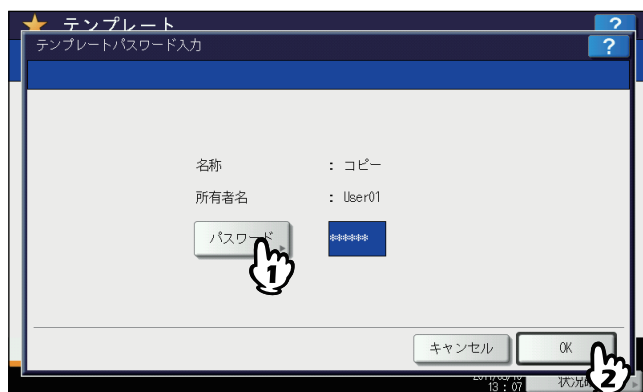 テンプレート
?
テンプレートパスワード入力
?
名称 : コピー
所有者名 : User01
パスワード ******
1
キャンセル OK
2
13 : 07